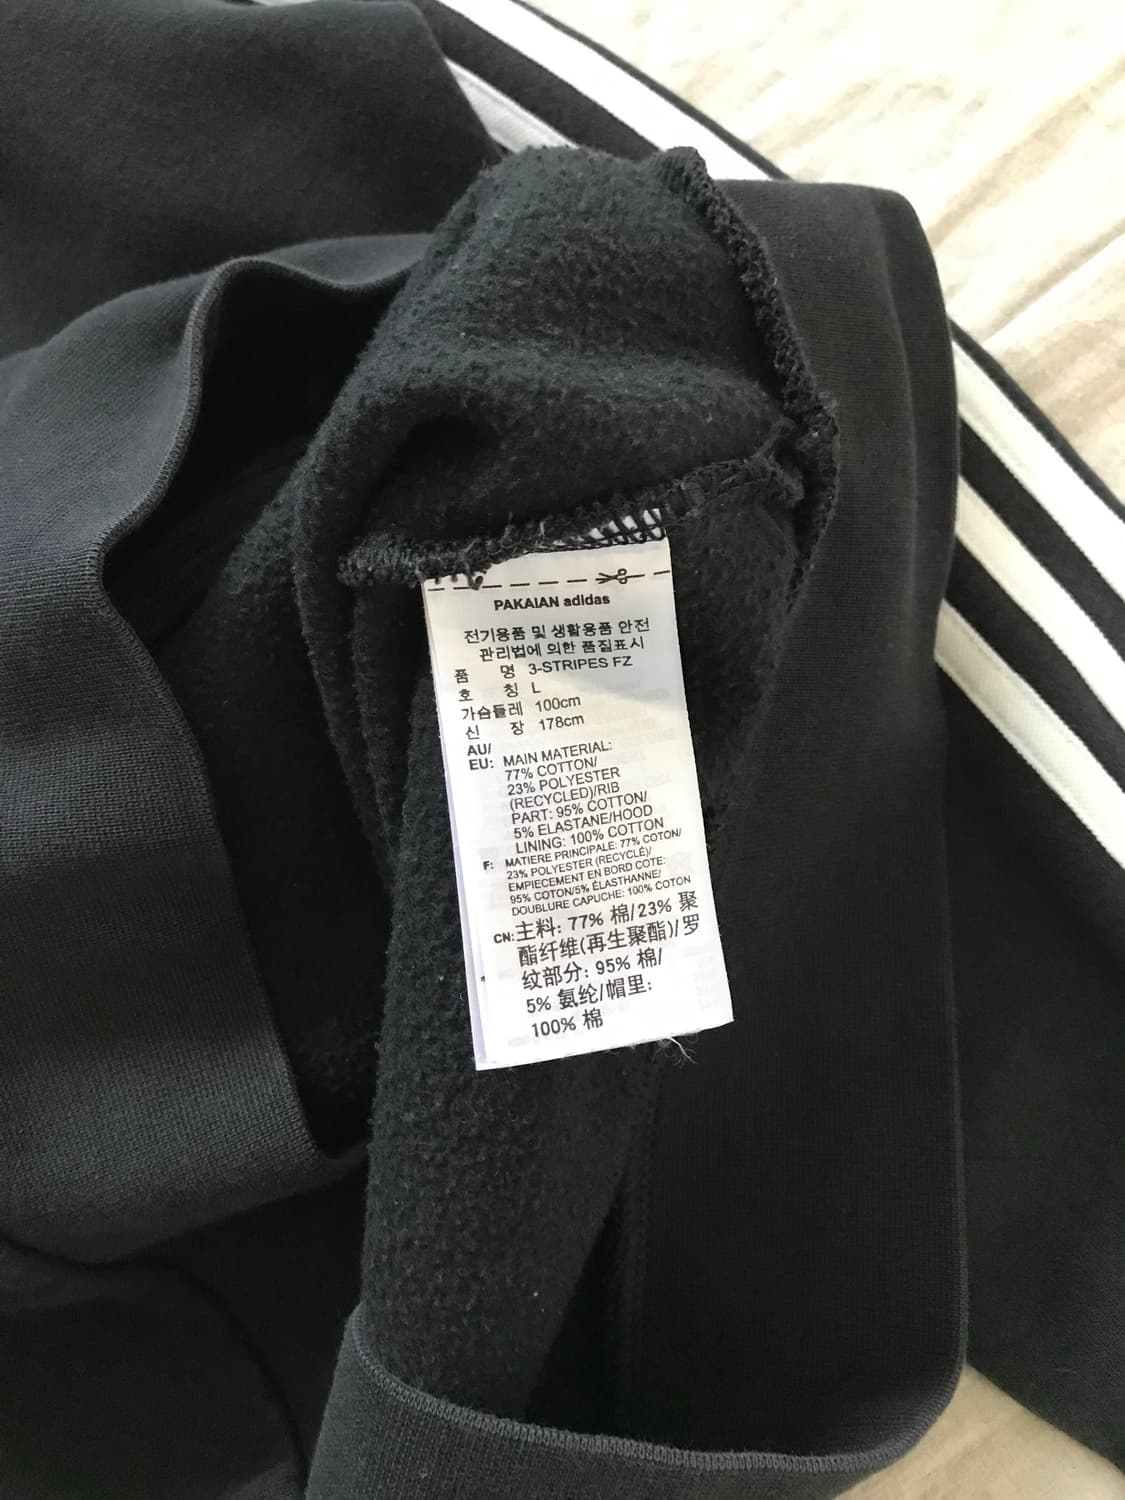 PAKAIAN adidas
전기용품 및 생활용품 안전
관리법에 의한 품질표시
품 명 3-STRIPES FZ
호 칭 L
가슴둘레 100cm
신 장 178cm
AU/
EU: MAIN MATERIAL:
77% COTTON/
23% POLYESTER
(RECYCLED)/RIB
PART: 95% COTTON/
5% ELASTANE/HOOD
LINING: 100% COTTON
F: MATIERE PRINCIPALE: 77% COTON/
23% POLYESTER (RECYCLÉ)/
EMPIECEMENT EN BORD COTE:
95% COTON/5% ÉLASTHANNE/
DOUBLURE CAPUCHE: 100% COTON
CN: 主料: 77% 棉/23% 聚
酯纤维(再生聚酯)/罗
纹部分: 95% 棉/
5% 氨纶/帽里:
100% 棉